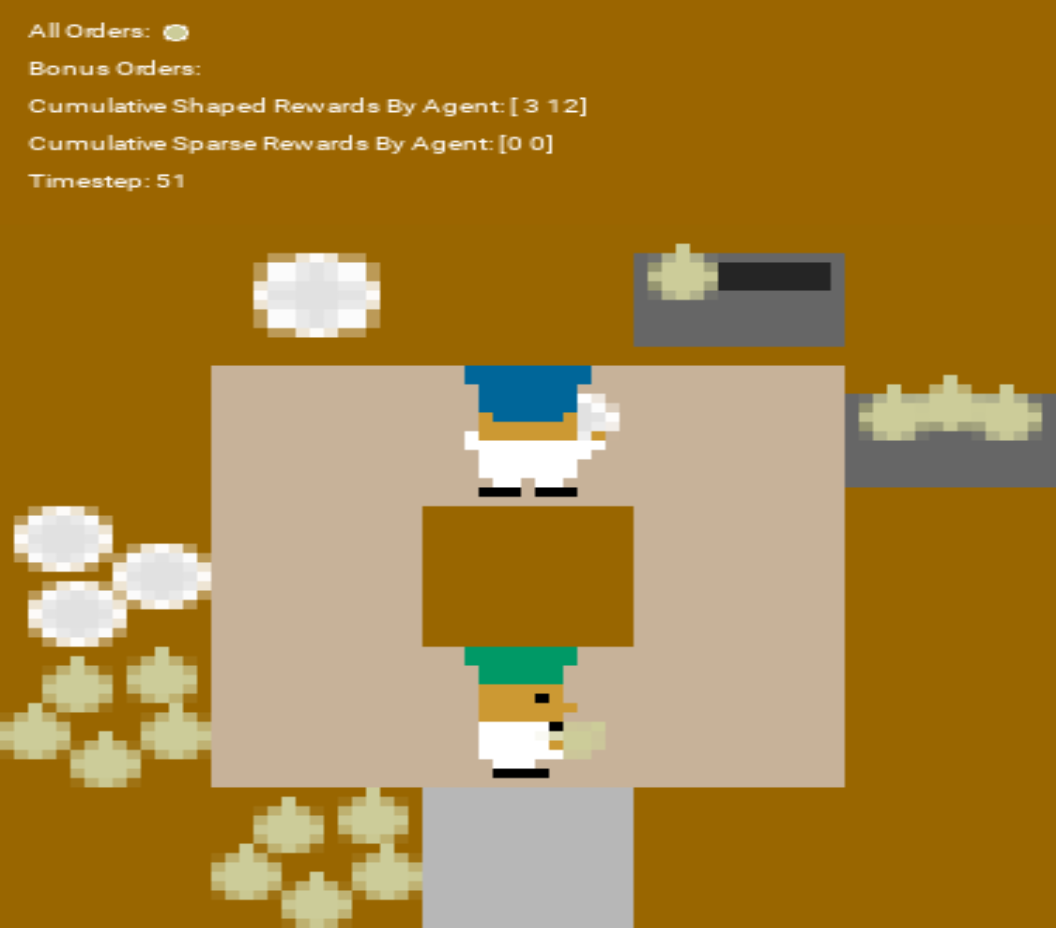 All Orders:
Bonus Orders:
Cumulative Shaped Rewards By Agent: [ 3 12]
Cumulative Sparse Rewards By Agent: [0 0]
Timestep: 51